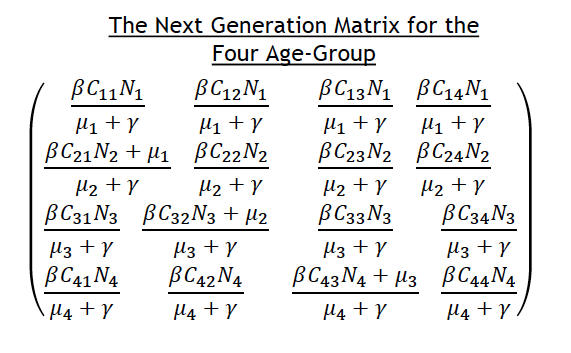 The Next Generation Matrix for the
Four Age-Group
βC₁₁N₁ βC₁₂N₁ βC₁₃N₁ βC₁₄N₁
μ₁ + γ μ₁ + γ μ₁ + γ μ₁ + γ
βC₂₁N₂ + μ₁ βC₂₂N₂ βC₂₃N₂ βC₂₄N₂
μ₂ + γ μ₂ + γ μ₂ + γ μ₂ + γ
βC₃₁N₃ βC₃₂N₃ + μ₂ βC₃₃N₃ βC₃₄N₃
μ₃ + γ μ₃ + γ μ₃ + γ μ₃ + γ
βC₄₁N₄ βC₄₂N₄ βC₄₃N₄ + μ₃ βC₄₄N₄
μ₄ + γ μ₄ + γ μ₄ + γ μ₄ + γ